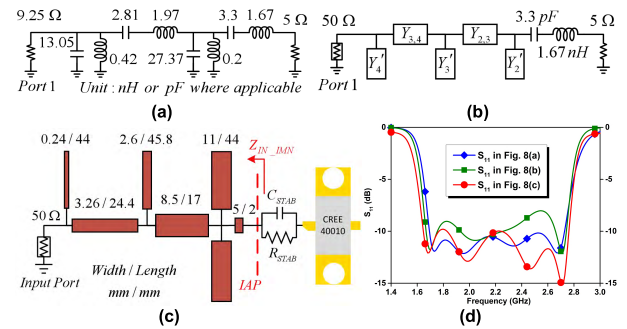 9.25 Ω 2.81 1.97 3.3 1.67 5 Ω
13.05 0.42 27.37 0.2
Port 1 Unit : nH or pF where applicable
(a)
50 Ω 3.3 pF 5 Ω
Y3,4 Y2,3
1.67 nH
Y'4 Y'3 Y'2
Port 1
(b)
0.24 / 44 2.6 / 45.8 11 / 44
ZIN_IMN
CSTAB
50 Ω 3.26 / 24.4 8.5 / 17 5 / 2
CREE
40010
RSTAB
Input Port
Width / Length
mm / mm
IAP
(c)
0
-5
-10
-15
S11 (dB)
S11 in Fig. 8(a)
S11 in Fig. 8(b)
S11 in Fig. 8(c)
1.4 1.6 1.8 2.0 2.2 2.4 2.6 2.8 3.0
Frequency (GHz)
(d)